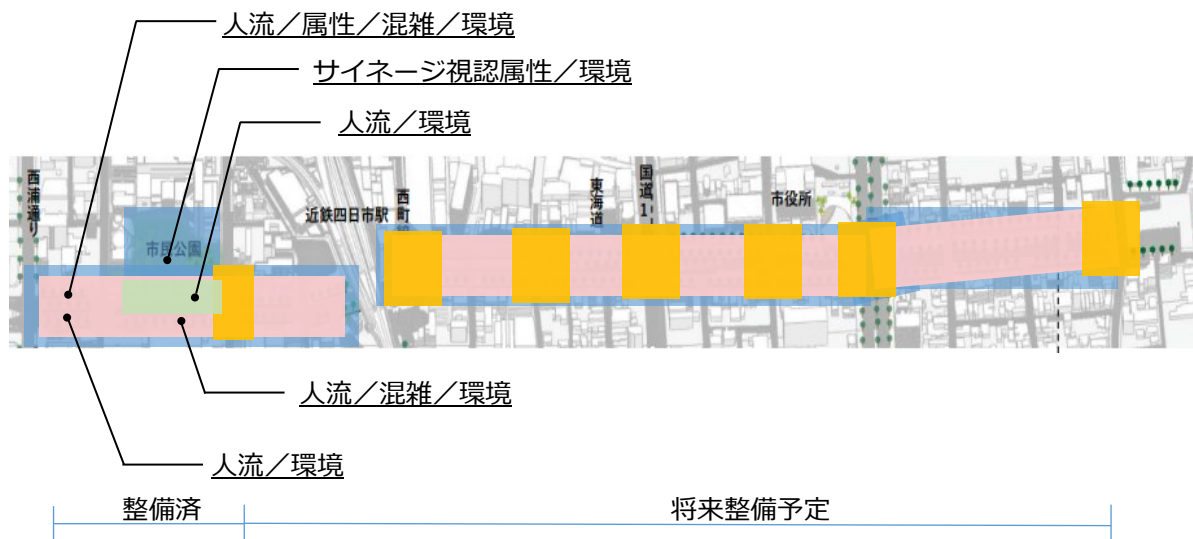 人流／属性／混雑／環境
サイネージ視認属性／環境
人流／環境
西浦通り
市民公園
近鉄四日市駅
西町線
東海道
国道1
市役所
人流／混雑／環境
人流／環境
整備済
将来整備予定